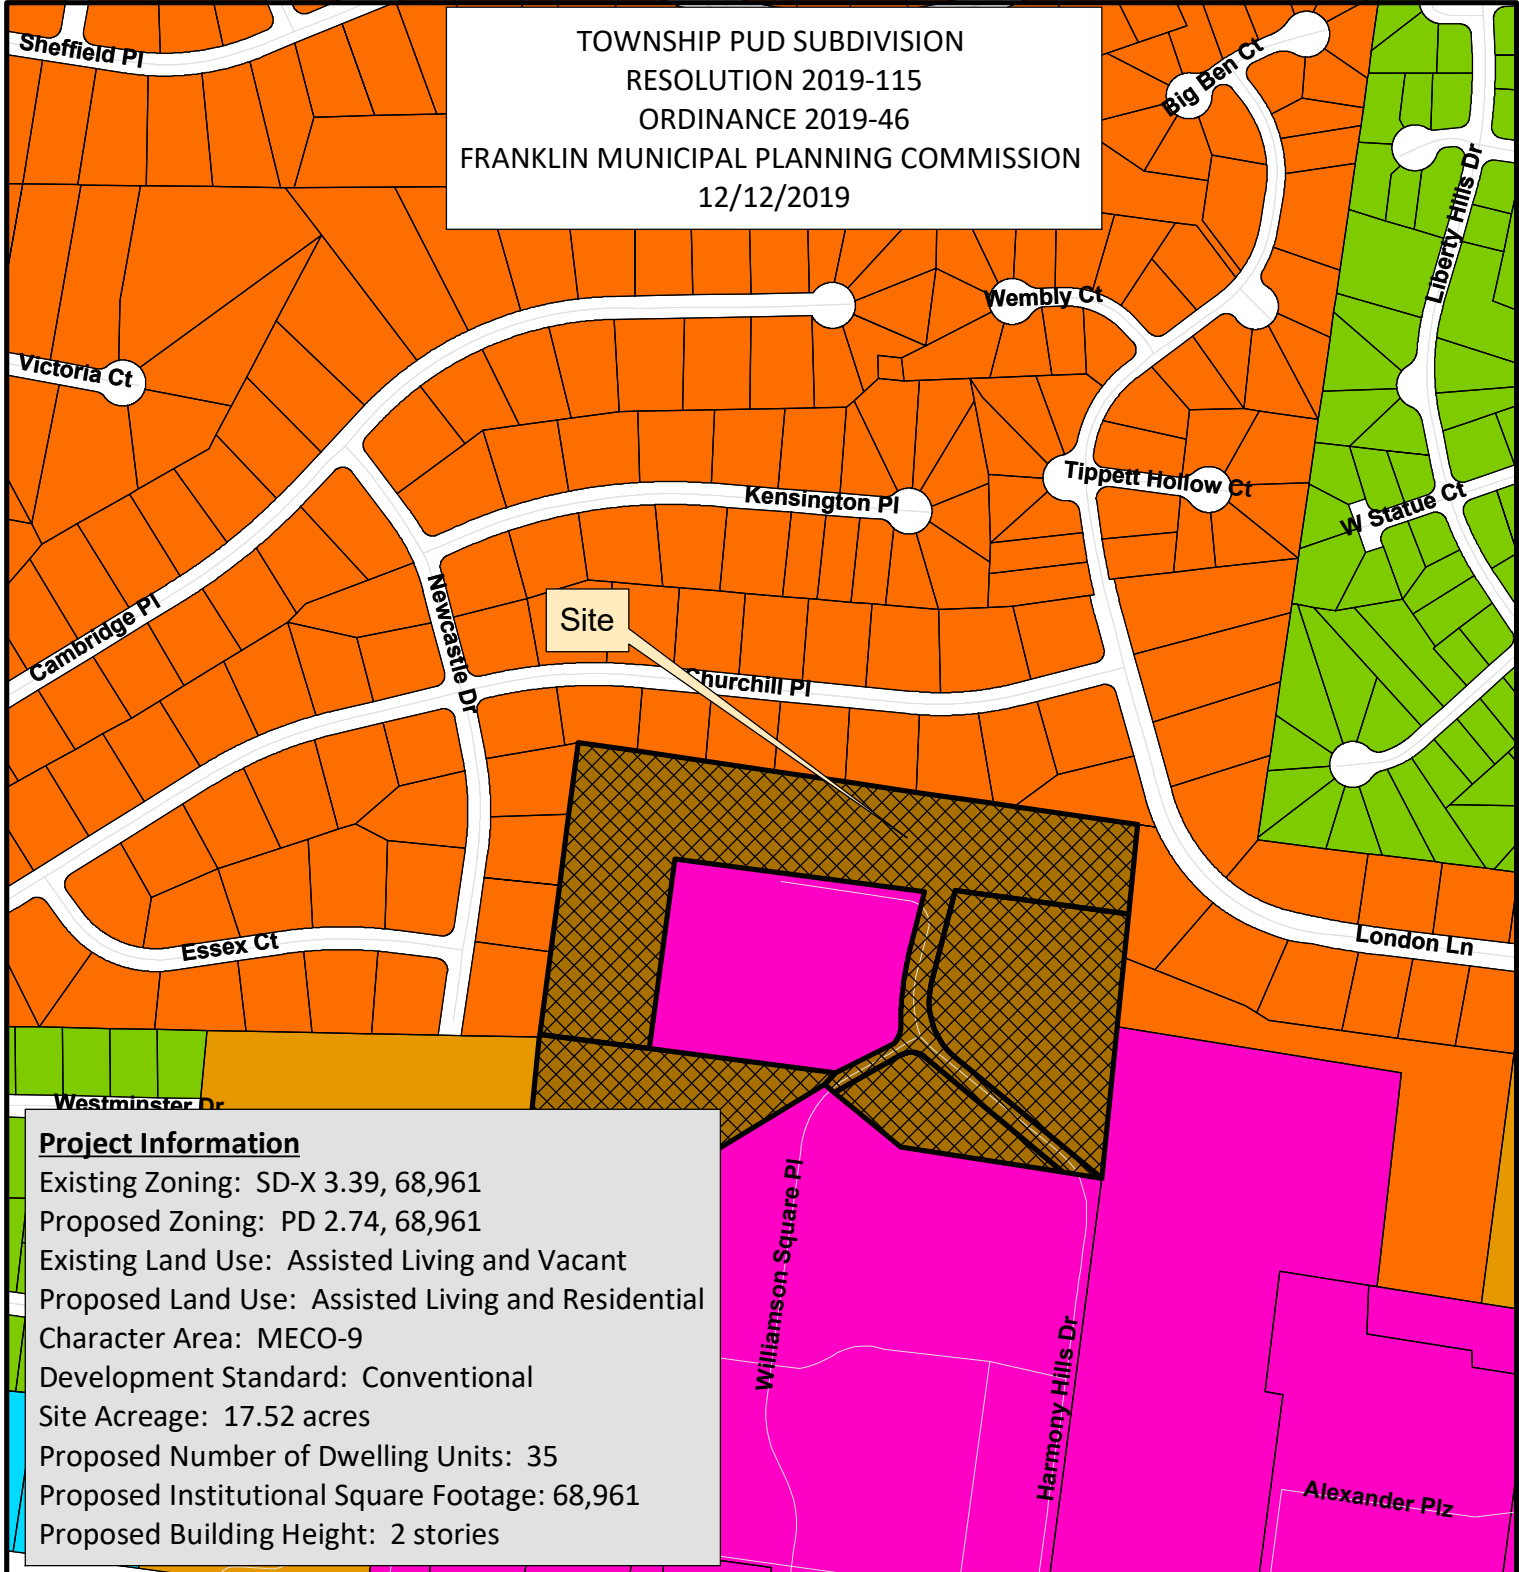 TOWNSHIP PUD SUBDIVISION
RESOLUTION 2019-115
ORDINANCE 2019-46
FRANKLIN MUNICIPAL PLANNING COMMISSION
12/12/2019
Sheffield Pl
Big Ben Ct
Liberty Hills Dr
Wembly Ct
Victoria Ct
Tippett Hollow Ct
Kensington Pl
W Statue Ct
Newcastle Dr
Cambridge Pl
Site
Churchill Pl
Essex Ct
London Ln
Westminster Dr
Williamson Square Pl
Harmony Hills Dr
Alexander Plz
Project Information
Existing Zoning: SD-X 3.39, 68,961
Proposed Zoning: PD 2.74, 68,961
Existing Land Use: Assisted Living and Vacant
Proposed Land Use: Assisted Living and Residential
Character Area: MECO-9
Development Standard: Conventional
Site Acreage: 17.52 acres
Proposed Number of Dwelling Units: 35
Proposed Institutional Square Footage: 68,961
Proposed Building Height: 2 stories